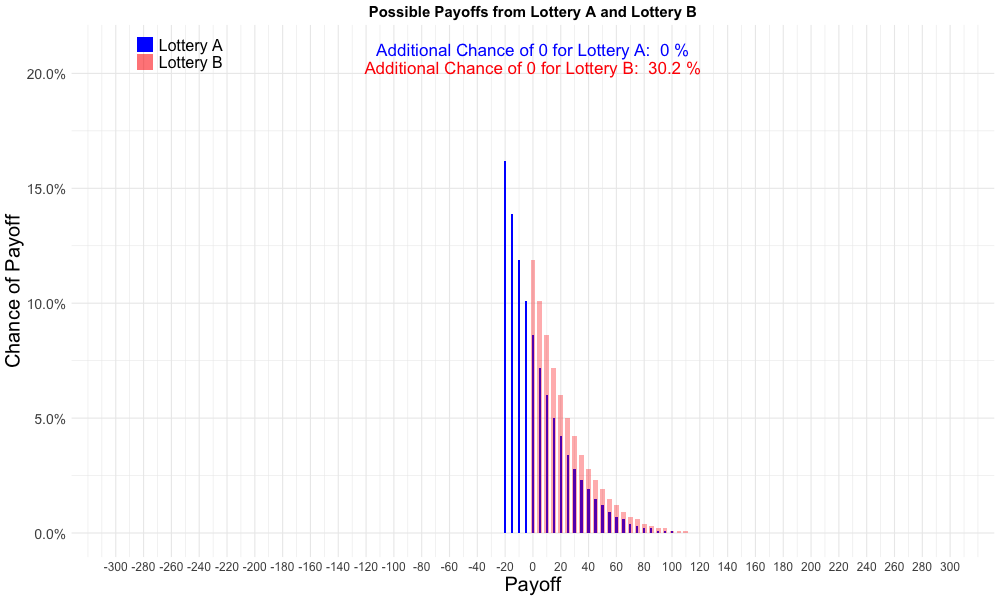 Possible Payoffs from Lottery A and Lottery B
Lottery A
Lottery B
Additional Chance of 0 for Lottery A:  0 %
Additional Chance of 0 for Lottery B:  30.2 %
Chance of Payoff
20.0%
15.0%
10.0%
5.0%
0.0%
-300 -280 -260 -240 -220 -200 -180 -160 -140 -120 -100 -80 -60 -40 -20 0 20 40 60 80 100 120 140 160 180 200 220 240 260 280 300
Payoff